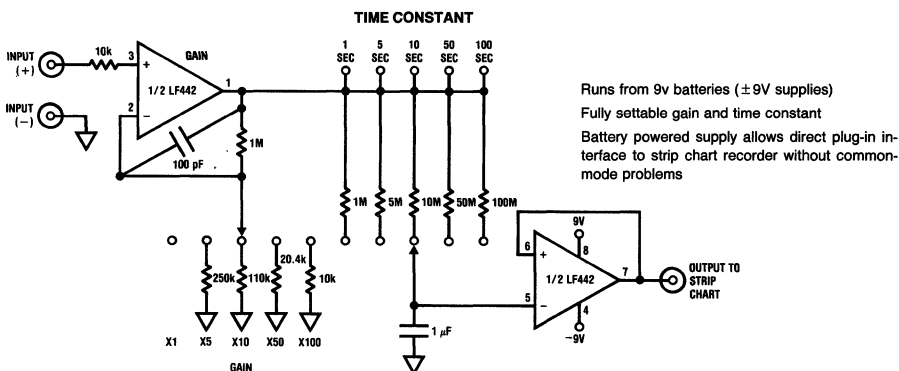 TIME CONSTANT
1 SEC
5 SEC
10 SEC
50 SEC
100 SEC
INPUT (+)
10k
3
+
GAIN
1/2 LF442
1
INPUT (−)
2
−
100 pF
1M
1M
5M
10M
50M
100M
250k
110k
20.4k
10k
X1
X5
X10
X50
X100
GAIN
1 µF
9V
8
6
+
1/2 LF442
7
5
−
4
−9V
OUTPUT TO
STRIP
CHART
Runs from 9v batteries (±9V supplies)
Fully settable gain and time constant
Battery powered supply allows direct plug-in in-
terface to strip chart recorder without common-
mode problems